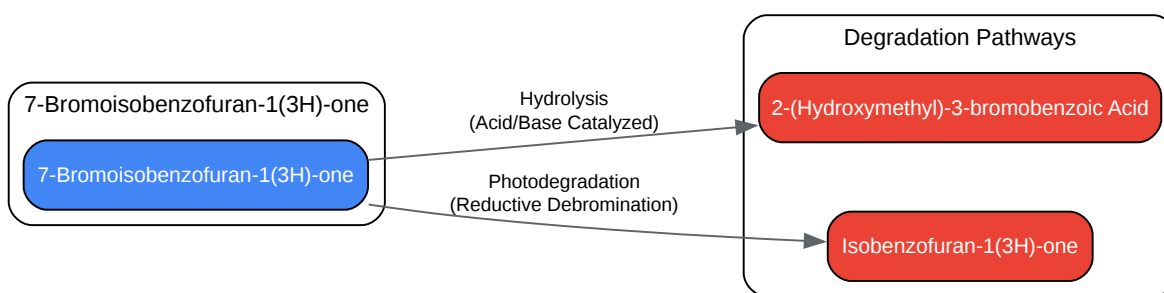 7-Bromoisobenzofuran-1(3H)-one
7-Bromoisobenzofuran-1(3H)-one
Hydrolysis
(Acid/Base Catalyzed)
Photodegradation
(Reductive Debromination)
Degradation Pathways
2-(Hydroxymethyl)-3-bromobenzoic Acid
Isobenzofuran-1(3H)-one